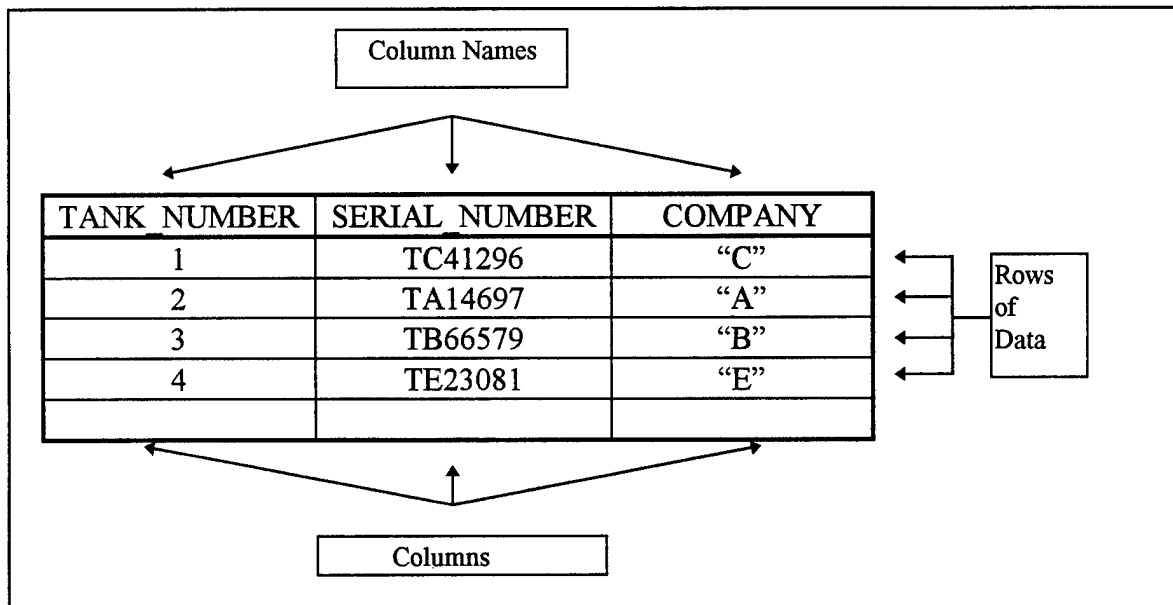 Column Names
TANK_NUMBER SERIAL_NUMBER COMPANY
1 TC41296 “C”
2 TA14697 “A”
3 TB66579 “B”
4 TE23081 “E”
Rows
of
Data
Columns